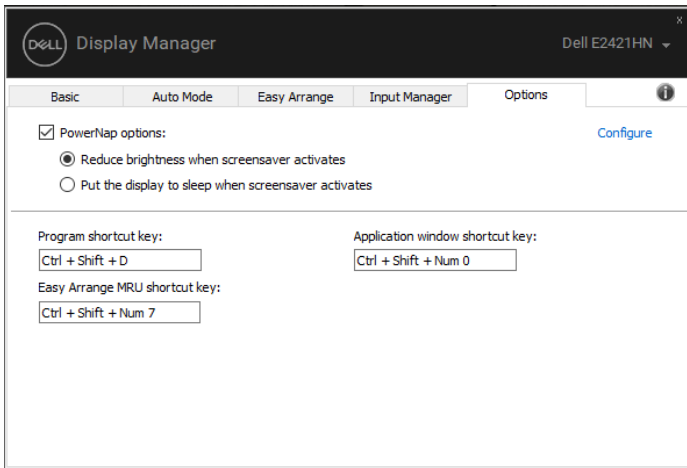 x
DELL Display Manager Dell E2421HN
Basic Auto Mode Easy Arrange Input Manager Options i
PowerNap options: Configure
Reduce brightness when screensaver activates
Put the display to sleep when screensaver activates
Program shortcut key: Application window shortcut key:
Ctrl + Shift + D Ctrl + Shift + Num 0
Easy Arrange MRU shortcut key:
Ctrl + Shift + Num 7